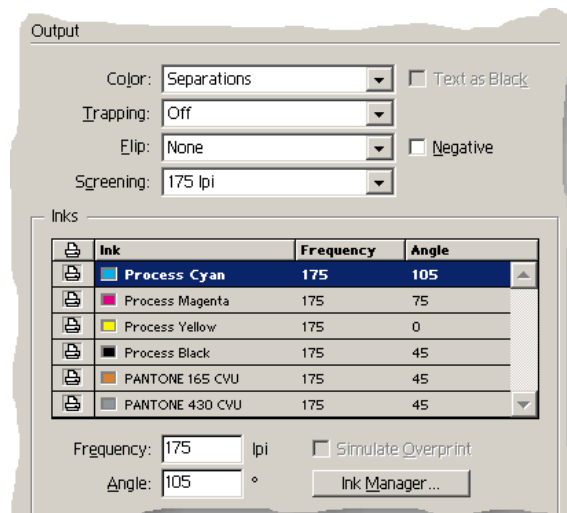 Output
Color: Separations Text as Black
Trapping: Off
Flip: None Negative
Screening: 175 lpi
Inks
Ink Frequency Angle
Process Cyan 175 105
Process Magenta 175 75
Process Yellow 175 0
Process Black 175 45
PANTONE 165 CVU 175 45
PANTONE 430 CVU 175 45
Frequency: 175 lpi Simulate Overprint
Angle: 105 ° Ink Manager...